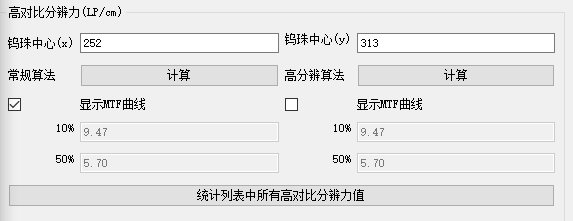 高对比分辨力(LP/cm)
钨珠中心(x) 252 钨珠中心(y) 313
常规算法 计算 高分辨算法 计算
显示MTF曲线 显示MTF曲线
10% 9.47 10% 9.47
50% 5.70 50% 5.70
统计列表中所有高对比分辨力值